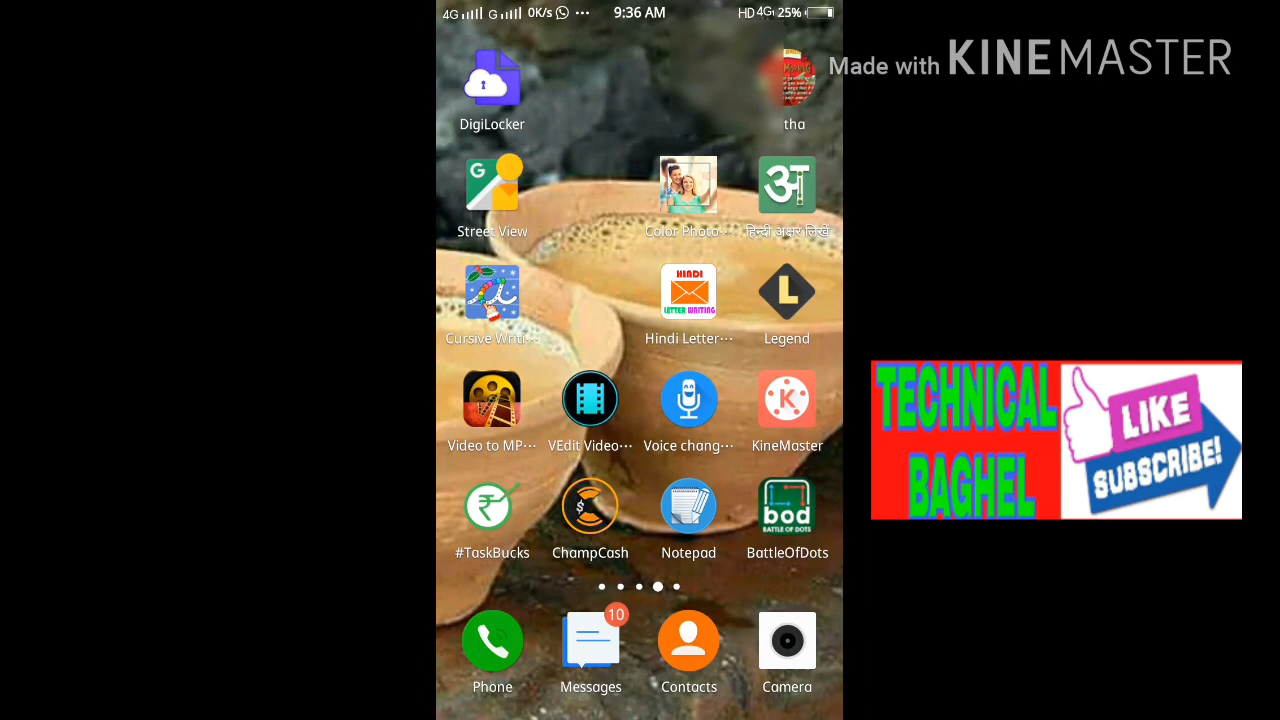 4G G 0K/s ··· 9:36 AM HD 4G 25%
Made with KINEMASTER
DigiLocker
tha
Street View
Color Photo···
हिन्दी अक्षर लिखें
अ
G
HINDI
LETTER WRITING
L
Cursive Writi···
Hindi Letter···
Legend
TECHNICAL
BAGHEL
LIKE
SUBSCRIBE!
K
Video to MP···
VEdit Video···
Voice chang···
KineMaster
₹
$
bod
BATTLE OF DOTS
#TaskBucks
ChampCash
Notepad
BattleOfDots
10
Phone
Messages
Contacts
Camera